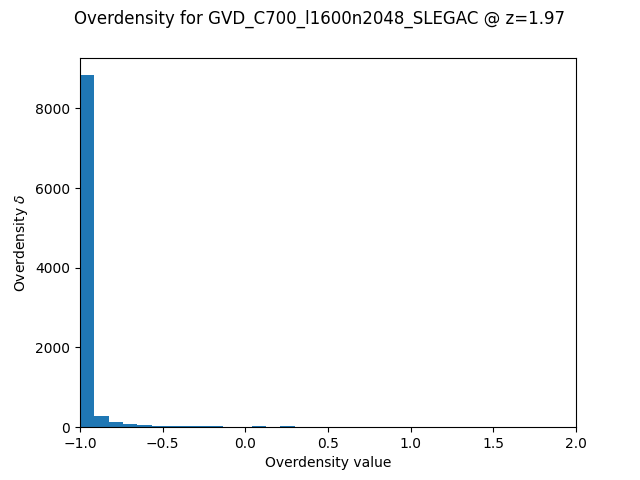 Overdensity for GVD_C700_l1600n2048_SLEGAC @ z=1.97
Overdensity δ
8000
6000
4000
2000
0
−1.0 −0.5 0.0 0.5 1.0 1.5 2.0
Overdensity value